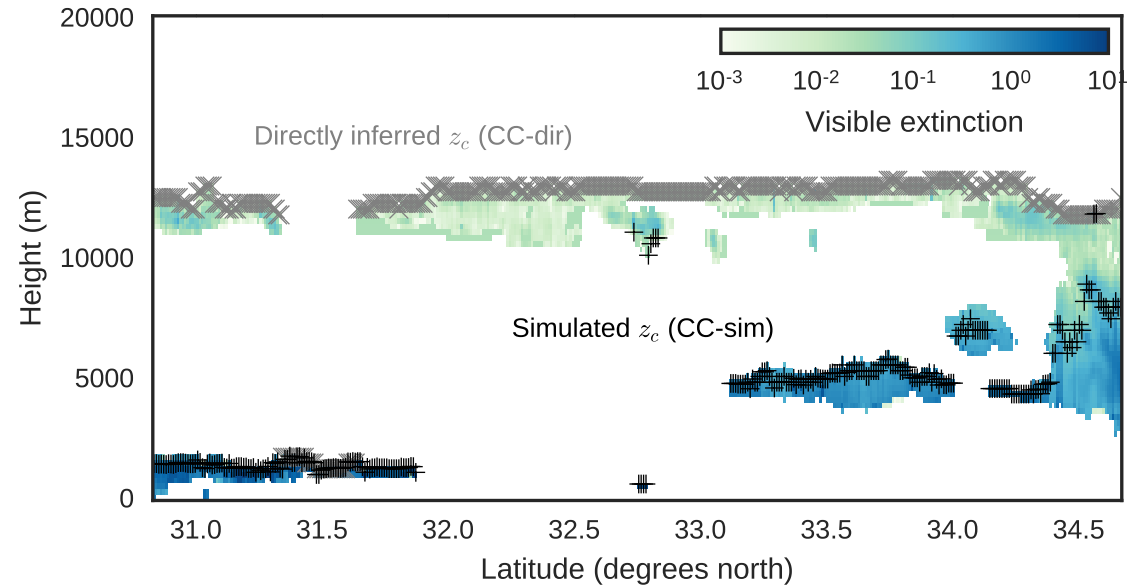 20000
15000
10000
5000
0
Height (m)
10-3 10-2 10-1 100 101
Visible extinction
Directly inferred zc (CC-dir)
Simulated zc (CC-sim)
31.0 31.5 32.0 32.5 33.0 33.5 34.0 34.5
Latitude (degrees north)